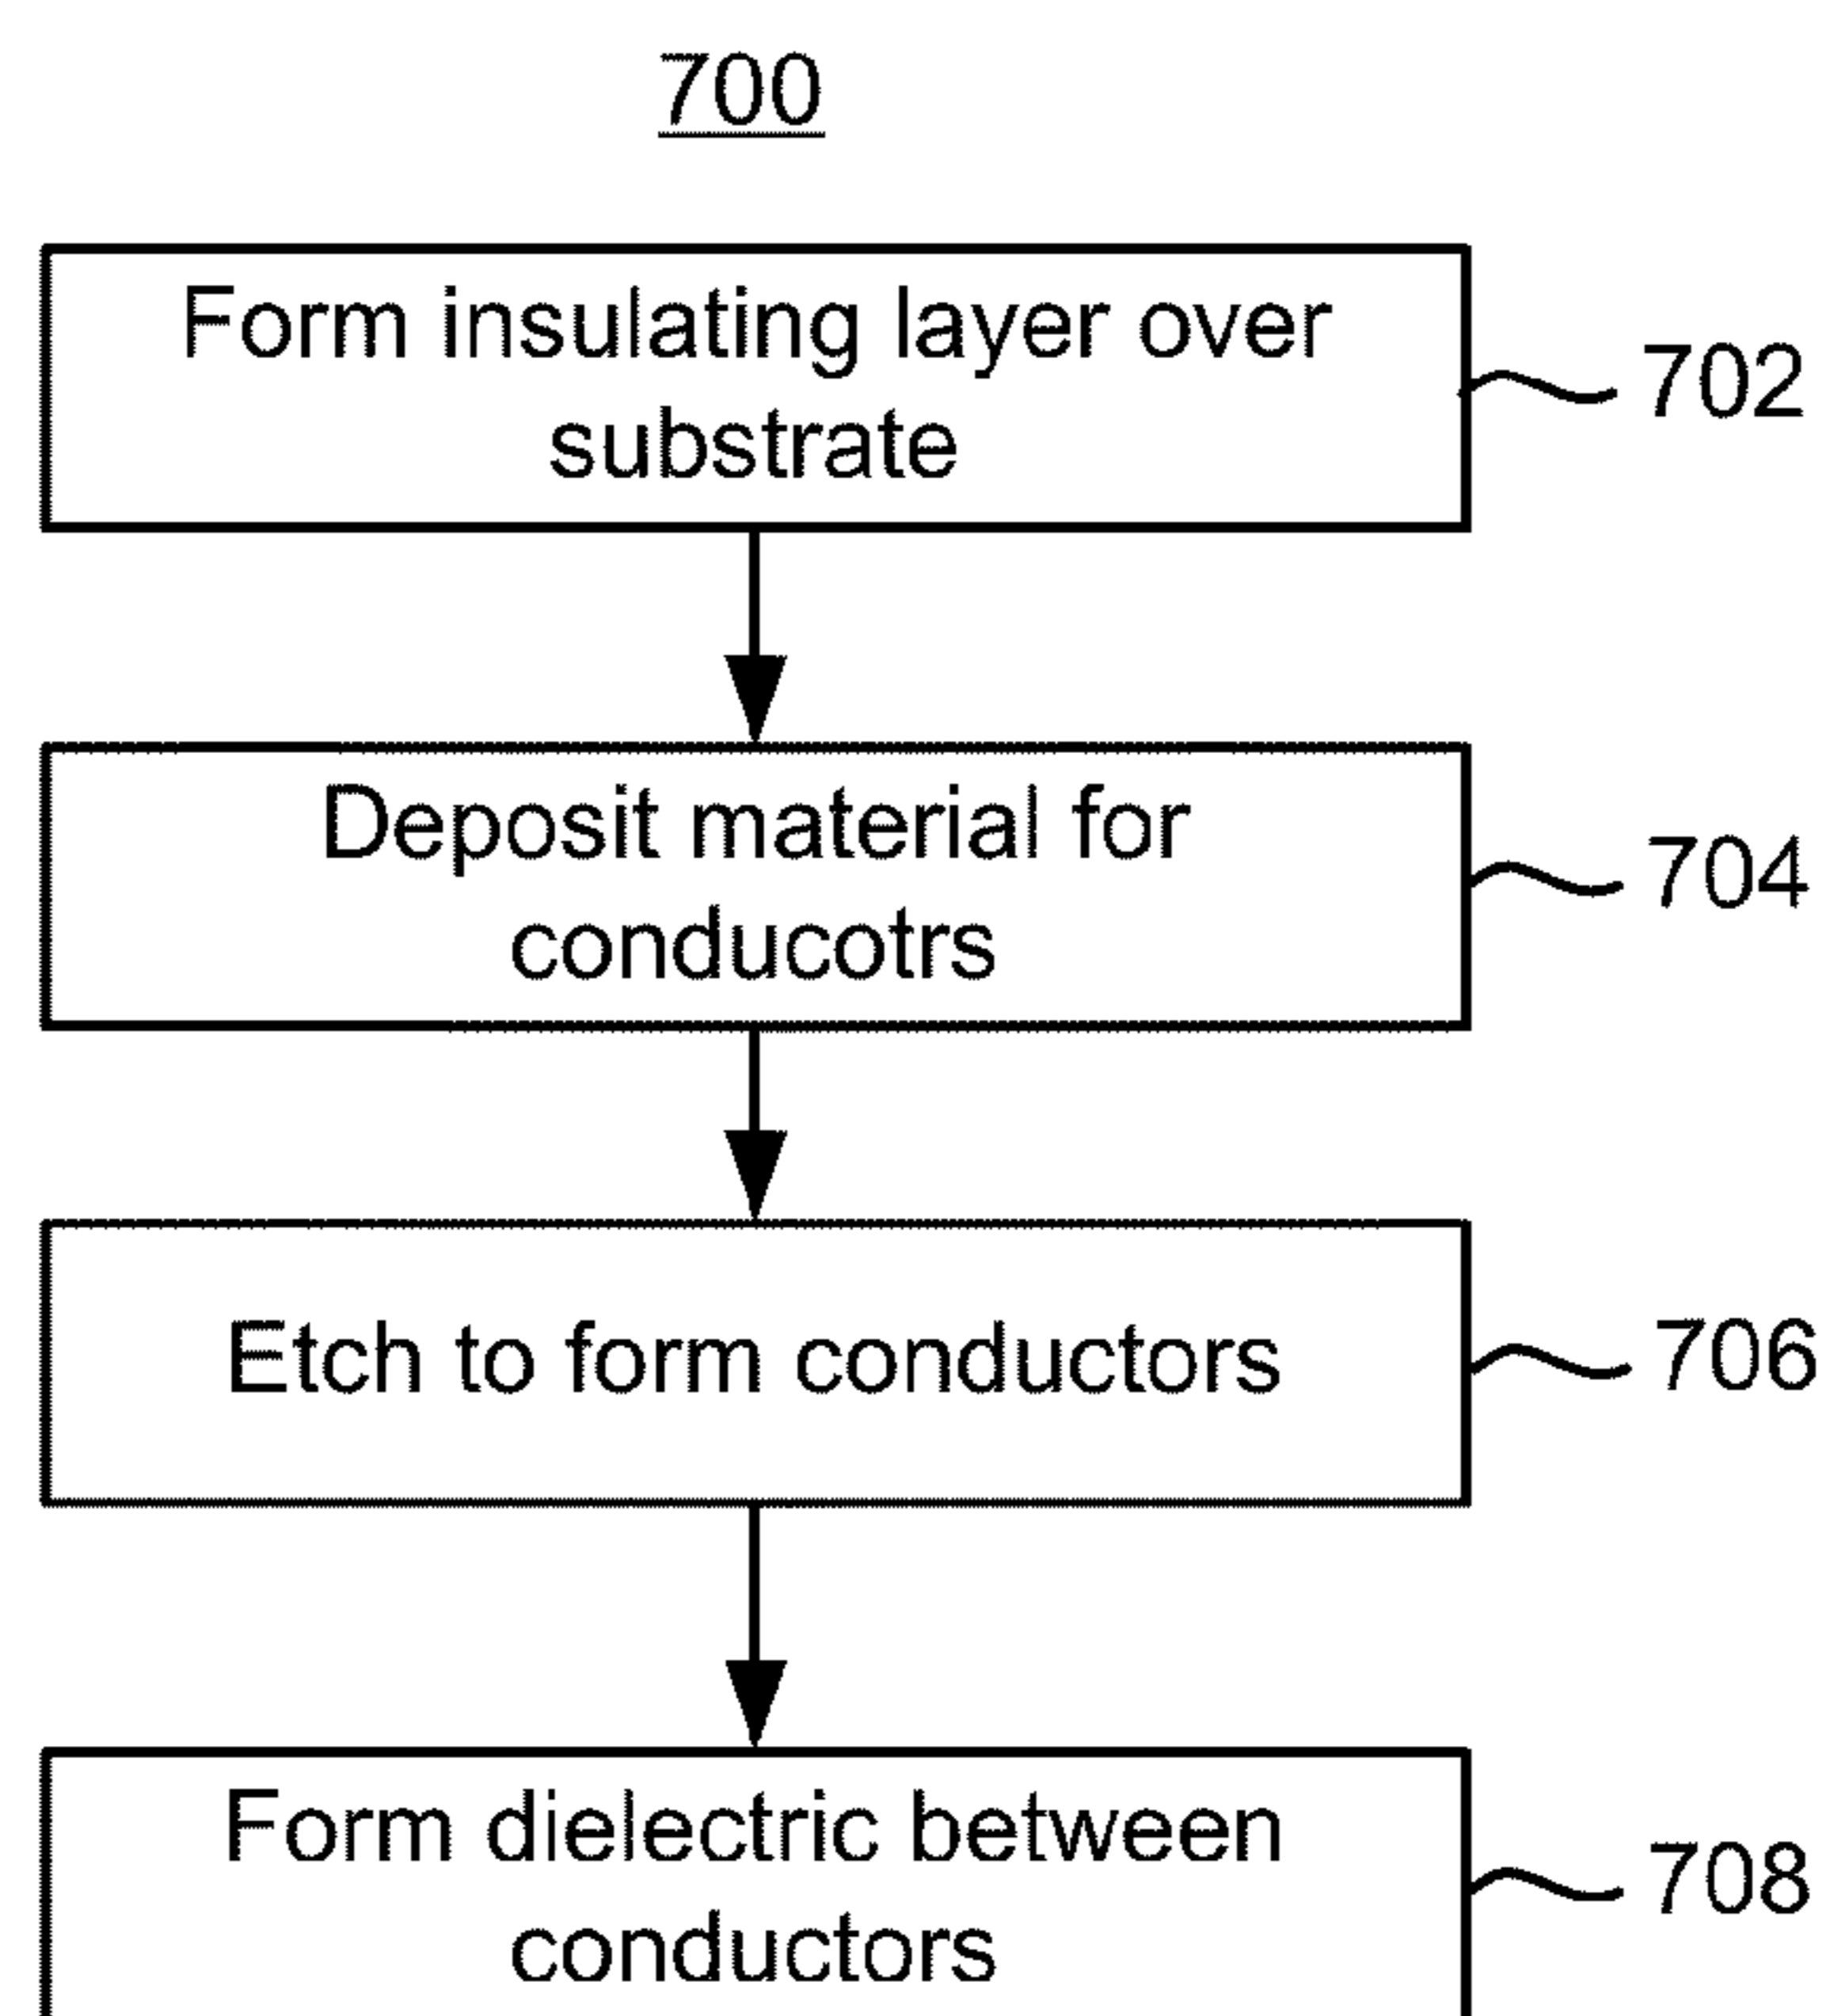 700
Form insulating layer over
substrate
702
Deposit material for
conducotrs
704
Etch to form conductors
706
Form dielectric between
conductors
708